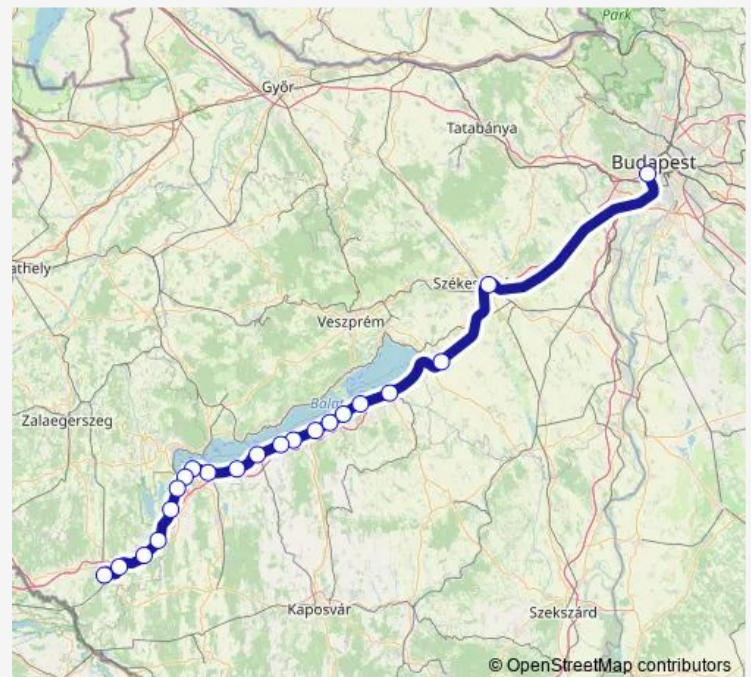 Park
Győr
Tatabánya
Budapest
athely
Székes
Veszprém
Balat
Zalaegerszeg
Kaposvár
Szekszárd
© OpenStreetMap contributors